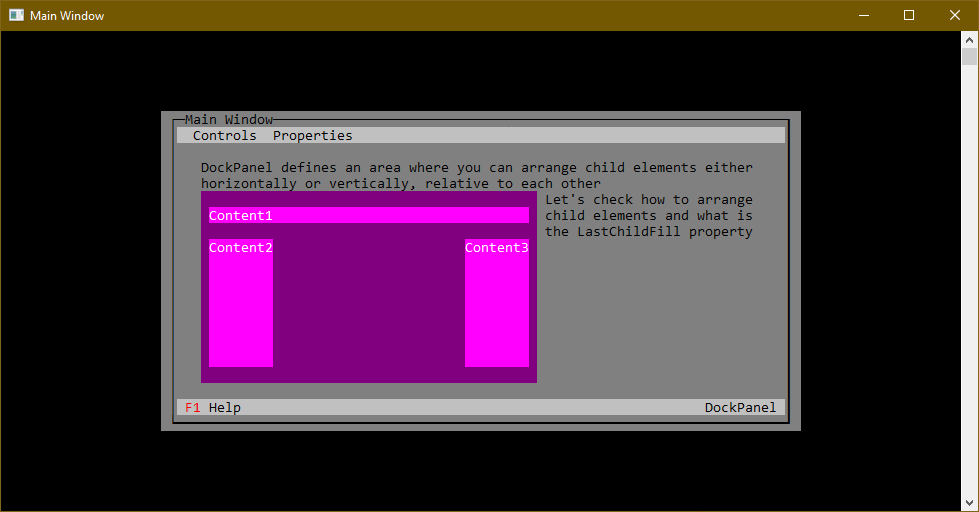 Main Window
Main Window
Controls Properties
DockPanel defines an area where you can arrange child elements either
horizontally or vertically, relative to each other
Content1
Content2 Content3
Let's check how to arrange
child elements and what is
the LastChildFill property
F1 Help DockPanel